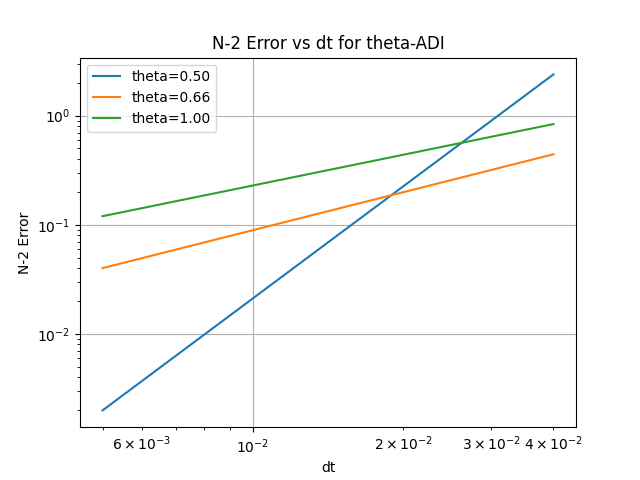 N-2 Error vs dt for theta-ADI
theta=0.50
theta=0.66
theta=1.00
N-2 Error
10⁰
10⁻¹
10⁻²
6 × 10⁻³
10⁻²
2 × 10⁻²
3 × 10⁻²
4 × 10⁻²
dt